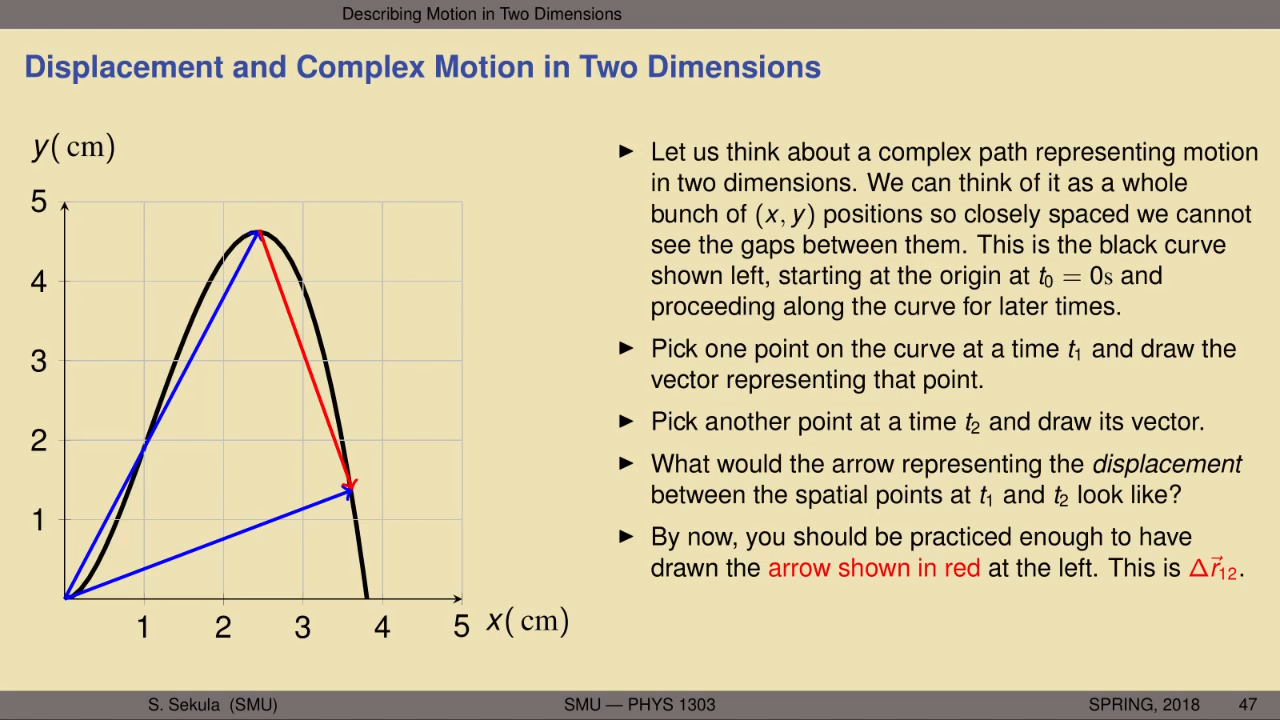 Describing Motion in Two Dimensions
Displacement and Complex Motion in Two Dimensions
y( cm)
5
4
3
2
1
1 2 3 4 5 x( cm)
▶ Let us think about a complex path representing motion
in two dimensions. We can think of it as a whole
bunch of (x, y) positions so closely spaced we cannot
see the gaps between them. This is the black curve
shown left, starting at the origin at t₀ = 0s and
proceeding along the curve for later times.
▶ Pick one point on the curve at a time t₁ and draw the
vector representing that point.
▶ Pick another point at a time t₂ and draw its vector.
▶ What would the arrow representing the displacement
between the spatial points at t₁ and t₂ look like?
▶ By now, you should be practiced enough to have
drawn the arrow shown in red at the left. This is Δr⃗₁₂.
S. Sekula (SMU) SMU — PHYS 1303 SPRING, 2018 47